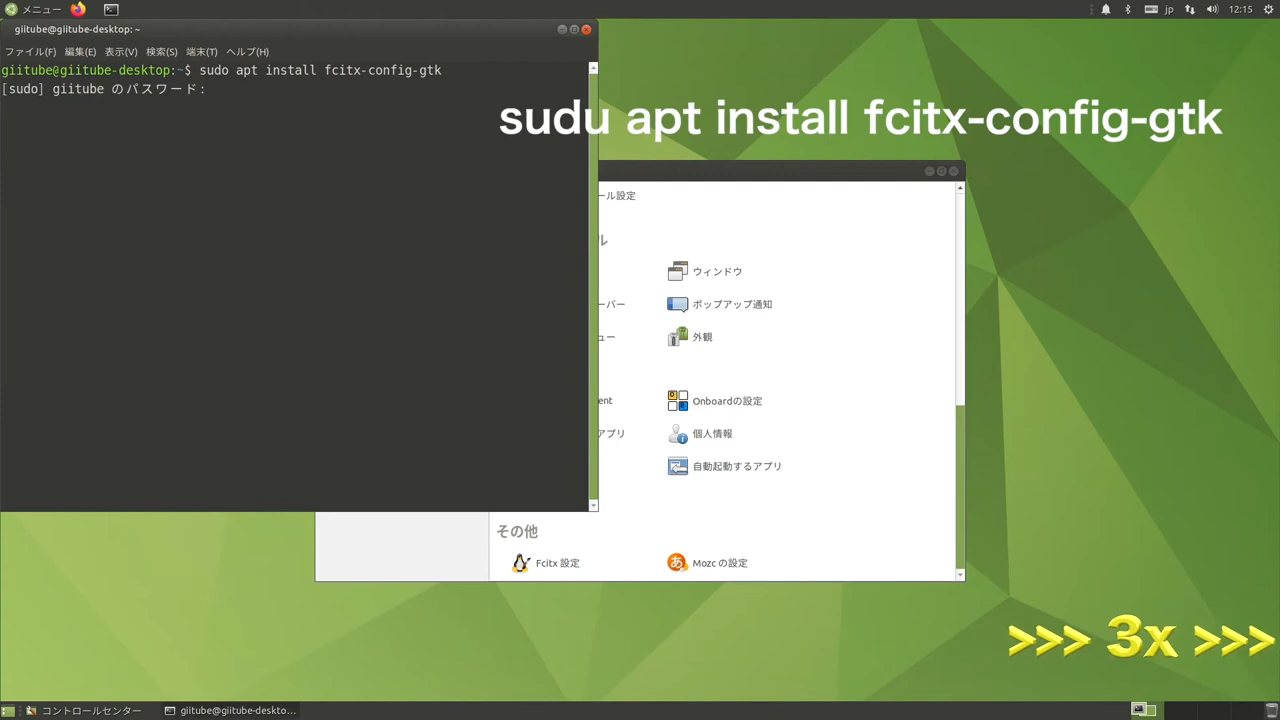 メニュー
jp
12:15
giitube@giitube-desktop: ~
ファイル(F) 編集(E) 表示(V) 検索(S) 端末(T) ヘルプ(H)
giitube@giitube-desktop:~$ sudo apt install fcitx-config-gtk
[sudo] giitube のパスワード:
sudu apt install fcitx-config-gtk
ール設定
ル
ウィンドウ
ーバー
ポップアップ通知
ュー
外観
ent
Onboardの設定
アプリ
個人情報
自動起動するアプリ
その他
Fcitx 設定
Mozc の設定
>>> 3x >>>
コントロールセンター
giitube@giitube-deskto...